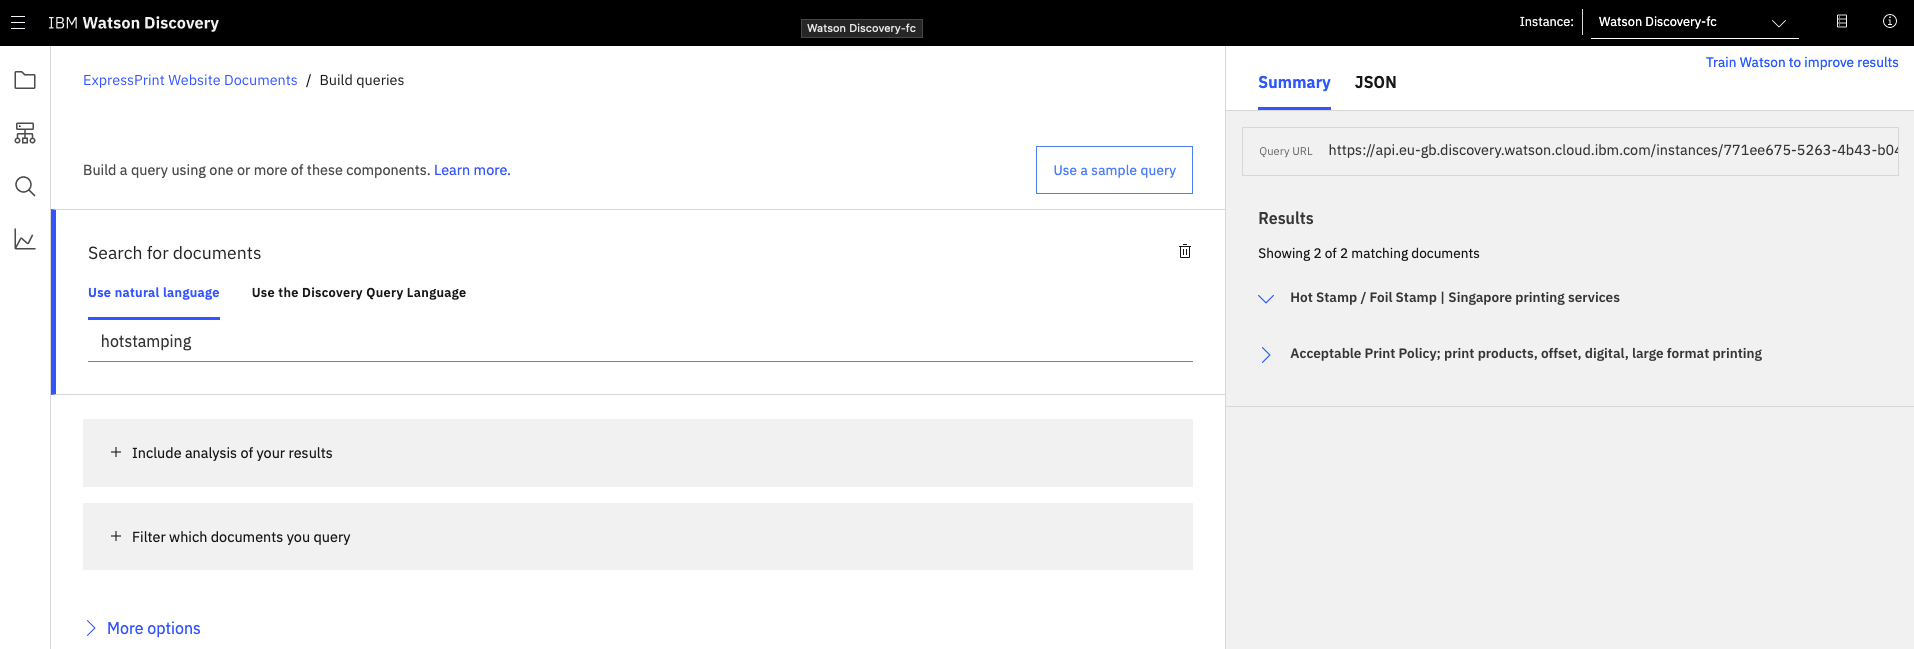 IBM Watson Discovery
Watson Discovery-fc
Instance:
Watson Discovery-fc
ExpressPrint Website Documents / Build queries
Build a query using one or more of these components. Learn more.
Use a sample query
Search for documents
Use natural language
Use the Discovery Query Language
hotstamping
+ Include analysis of your results
+ Filter which documents you query
More options
Train Watson to improve results
Summary
JSON
Query URL https://api.eu-gb.discovery.watson.cloud.ibm.com/instances/771ee675-5263-4b43-b04
Results
Showing 2 of 2 matching documents
Hot Stamp / Foil Stamp | Singapore printing services
Acceptable Print Policy; print products, offset, digital, large format printing